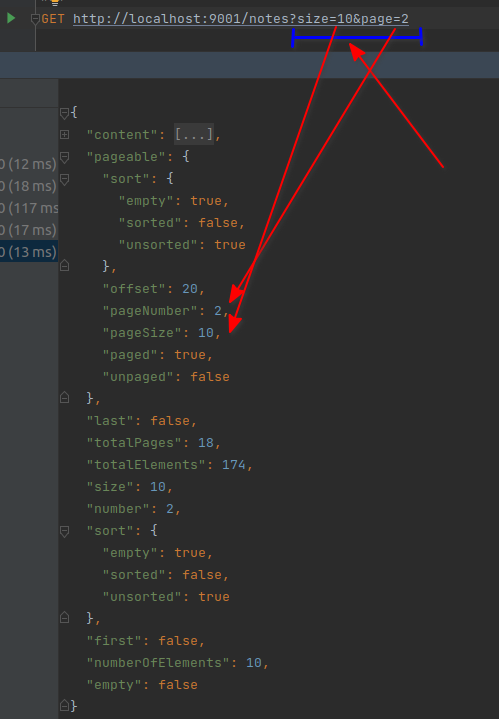 GET http://localhost:9001/notes?size=10&page=2
{
"content": [...],
"pageable": {
"sort": {
0 (12 ms)
"empty": true,
0 (18 ms)
"sorted": false,
0 (117 ms
"unsorted": true
0 (17 ms)
0 (13 ms)
},
"offset": 20,
"pageNumber": 2,
"pageSize": 10,
"paged": true,
"unpaged": false
},
"last": false,
"totalPages": 18,
"totalElements": 174,
"size": 10,
"number": 2,
"sort": {
"empty": true,
"sorted": false,
"unsorted": true
},
"first": false,
"numberOfElements": 10,
"empty": false
}